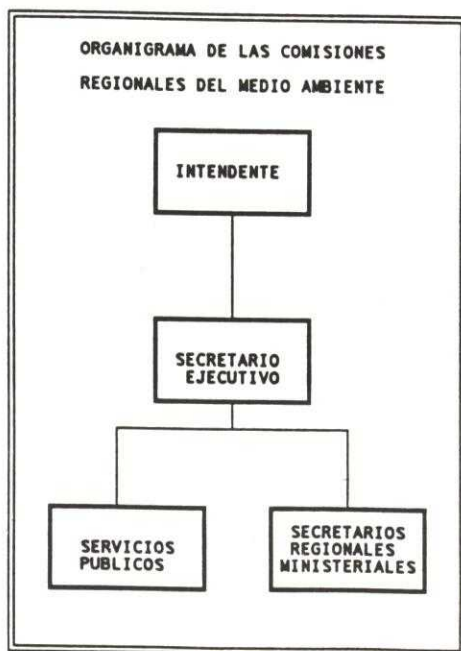 ORGANIGRAMA DE LAS COMISIONES
REGIONALES DEL MEDIO AMBIENTE
INTENDENTE
SECRETARIO
EJECUTIVO
SERVICIOS
PUBLICOS
SECRETARIOS
REGIONALES
MINISTERIALES